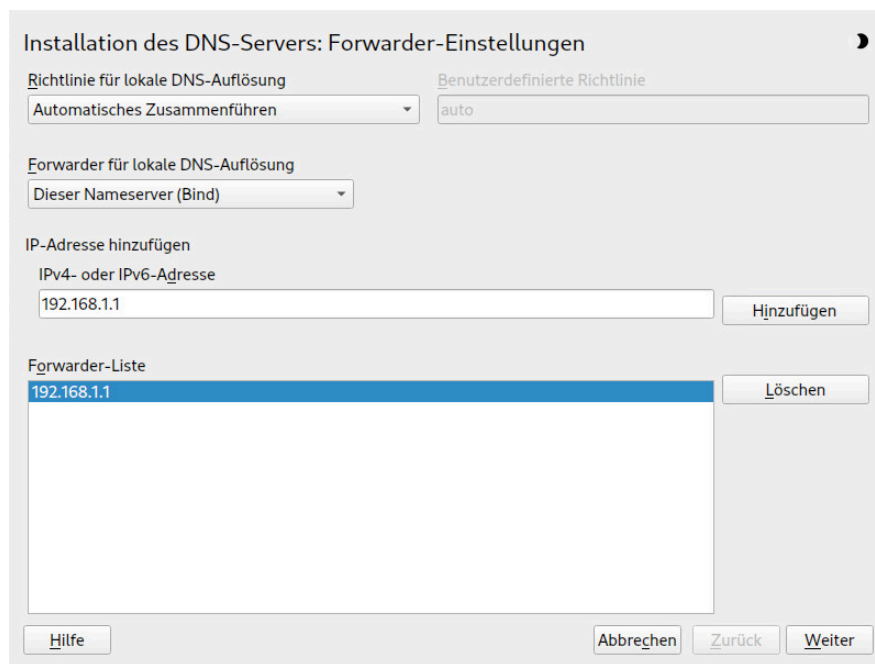 Installation des DNS-Servers: Forwarder-Einstellungen
Richtlinie für lokale DNS-Auflösung
Benutzerdefinierte Richtlinie
Automatisches Zusammenführen
auto
Forwarder für lokale DNS-Auflösung
Dieser Nameserver (Bind)
IP-Adresse hinzufügen
IPv4- oder IPv6-Adresse
192.168.1.1
Hinzufügen
Forwarder-Liste
192.168.1.1
Löschen
Hilfe
Abbrechen
Zurück
Weiter